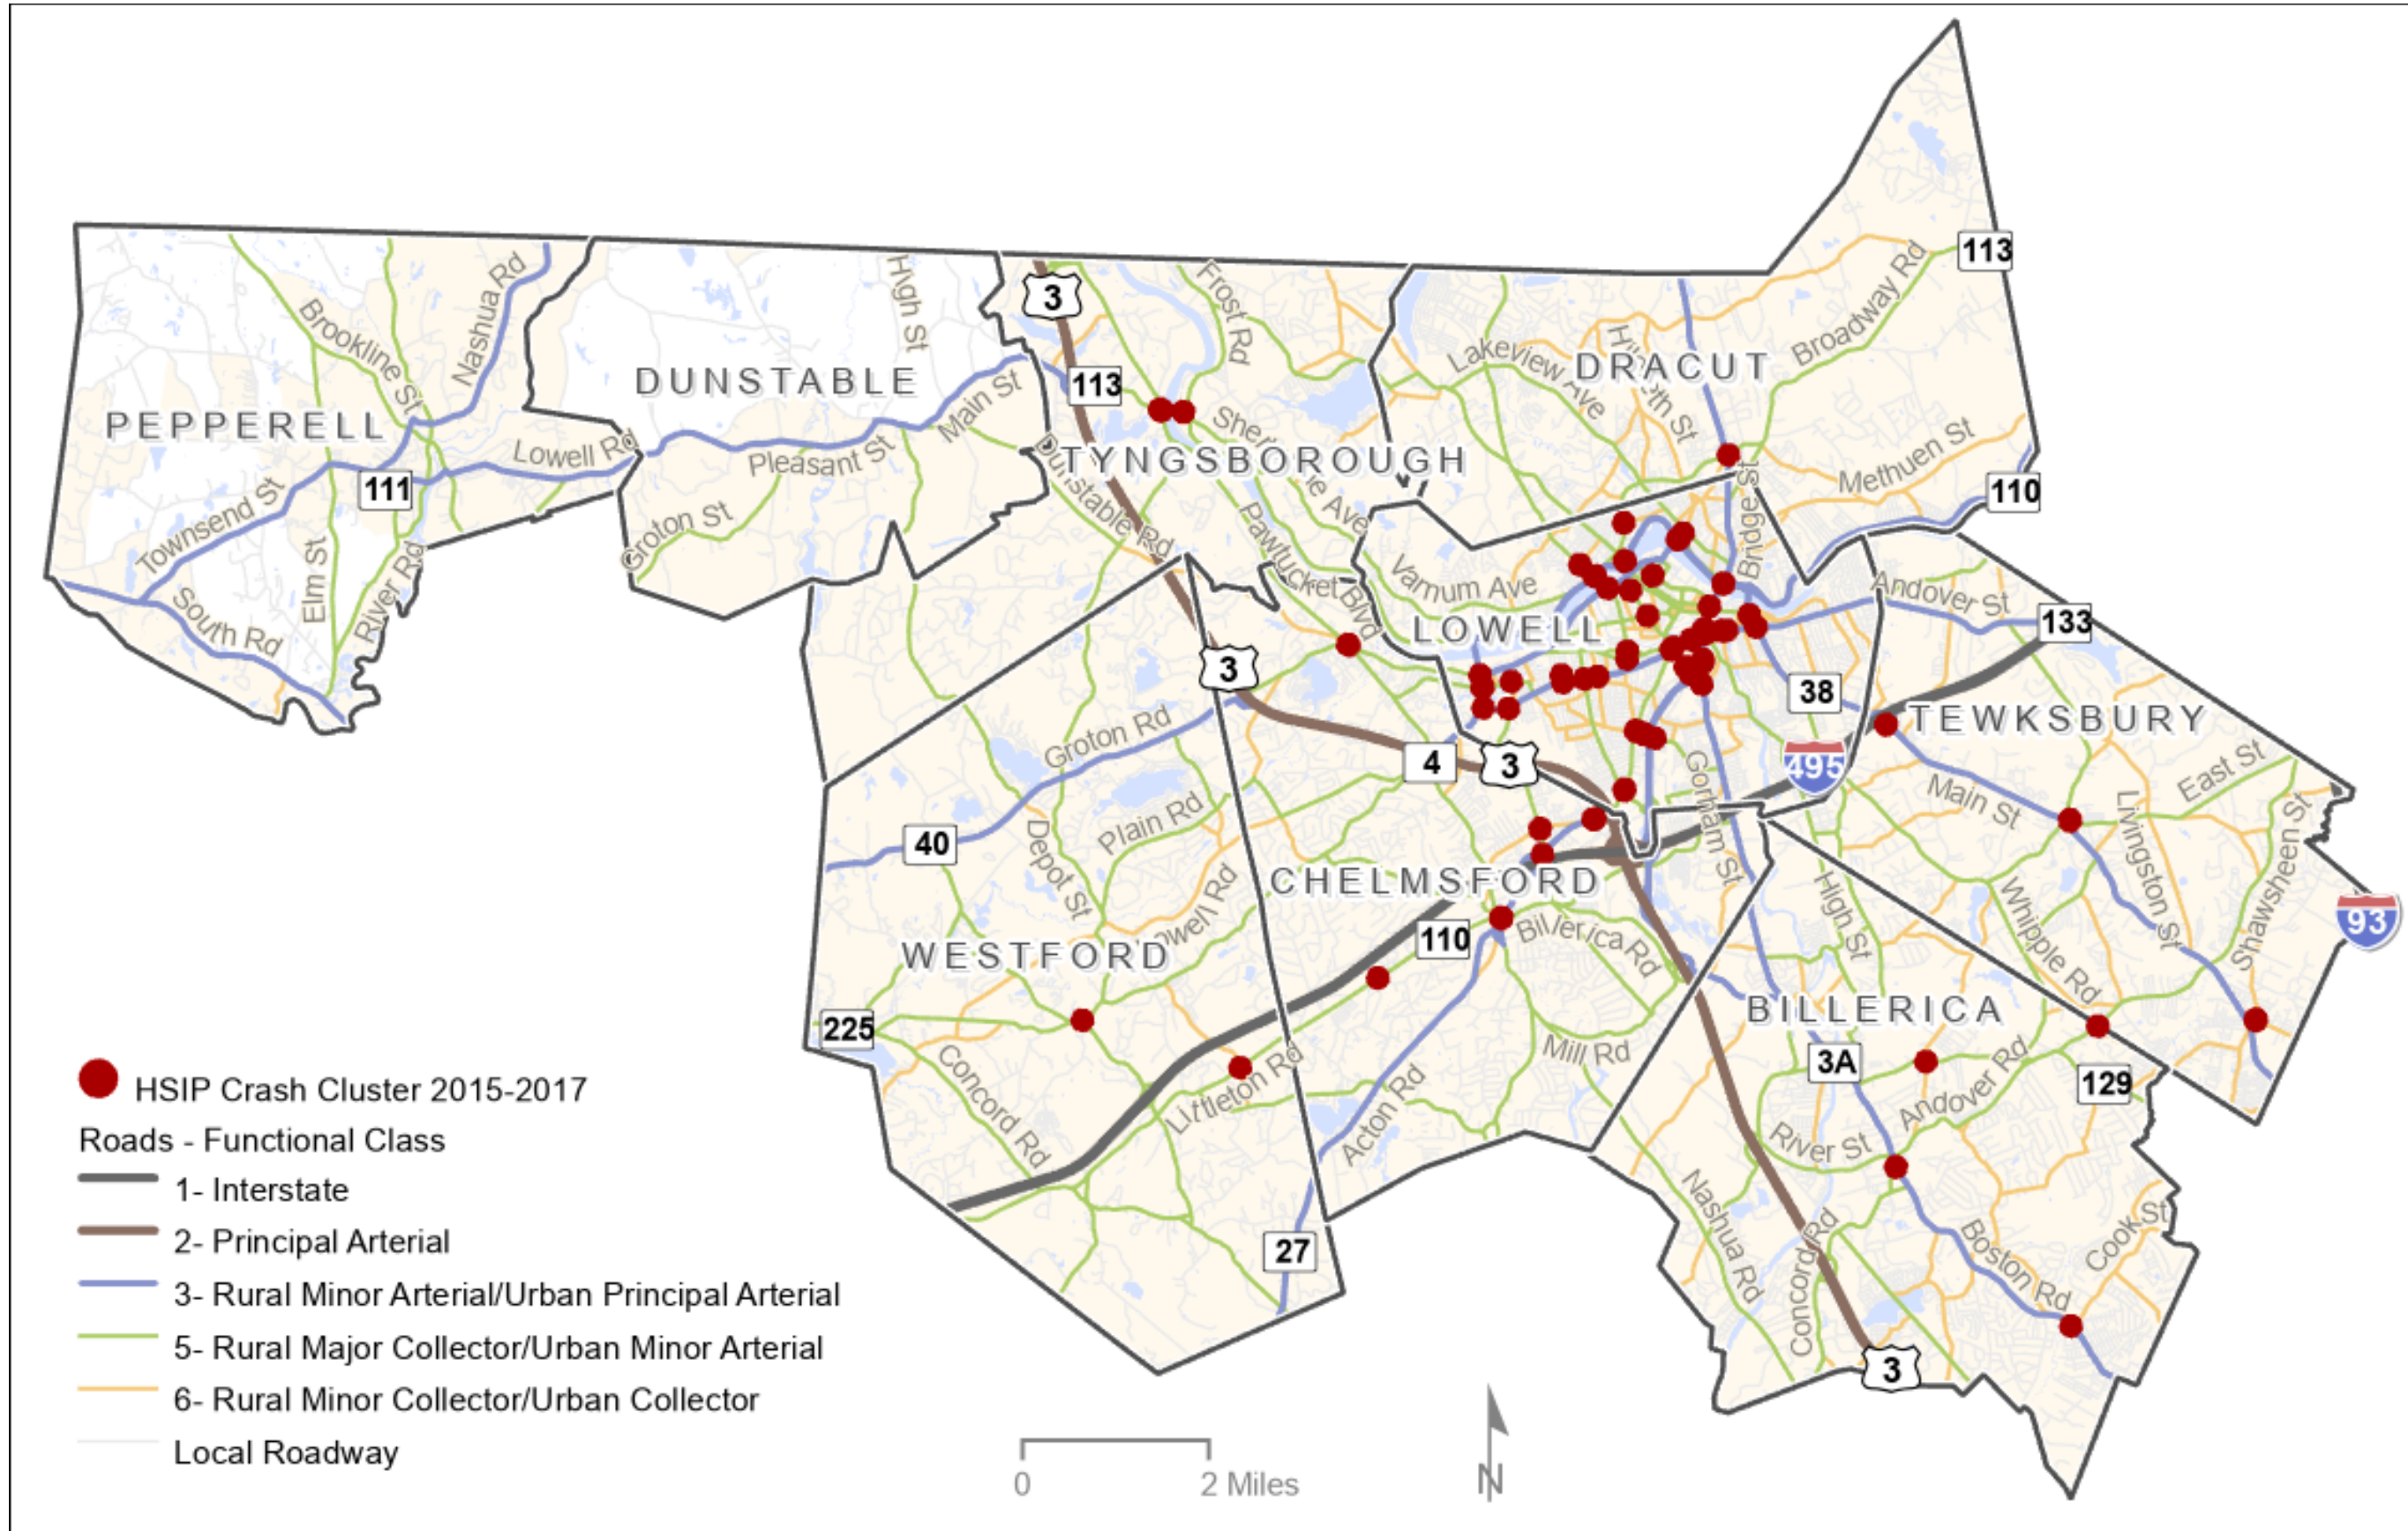 113
3
High St
Frost Rd
Nashua Rd
Brookline St
Lakeview Ave
Hildreth St
DRACUT
Broadway Rd
113
DUNSTABLE
Main St
PEPPERELL
Lowell Rd
Pleasant St
TYNGSBOROUGH
Sherburne Ave
Bridge St
Methuen St
111
110
Townsend St
Groton St
Dunstable Rd
Pawtucket Blvd
Varnum Ave
Elm St
River Rd
South Rd
LOWELL
Andover St
133
3
38
TEWKSBURY
Groton Rd
4
3
Gorham St
495
East St
Main St
Livingston St
Shawsheen St
40
Depot St
Plain Rd
CHELMSFORD
High St
Whipple Rd
93
WESTFORD
Lowell Rd
110
Billerica Rd
BILLERICA
225
Concord Rd
Littleton Rd
Acton Rd
Mill Rd
3A
Andover Rd
129
River St
Nashua Rd
Concord Rd
Boston Rd
Cook St
27
3
HSIP Crash Cluster 2015-2017
Roads - Functional Class
1- Interstate
2- Principal Arterial
3- Rural Minor Arterial/Urban Principal Arterial
5- Rural Major Collector/Urban Minor Arterial
6- Rural Minor Collector/Urban Collector
Local Roadway
0 2 Miles
N